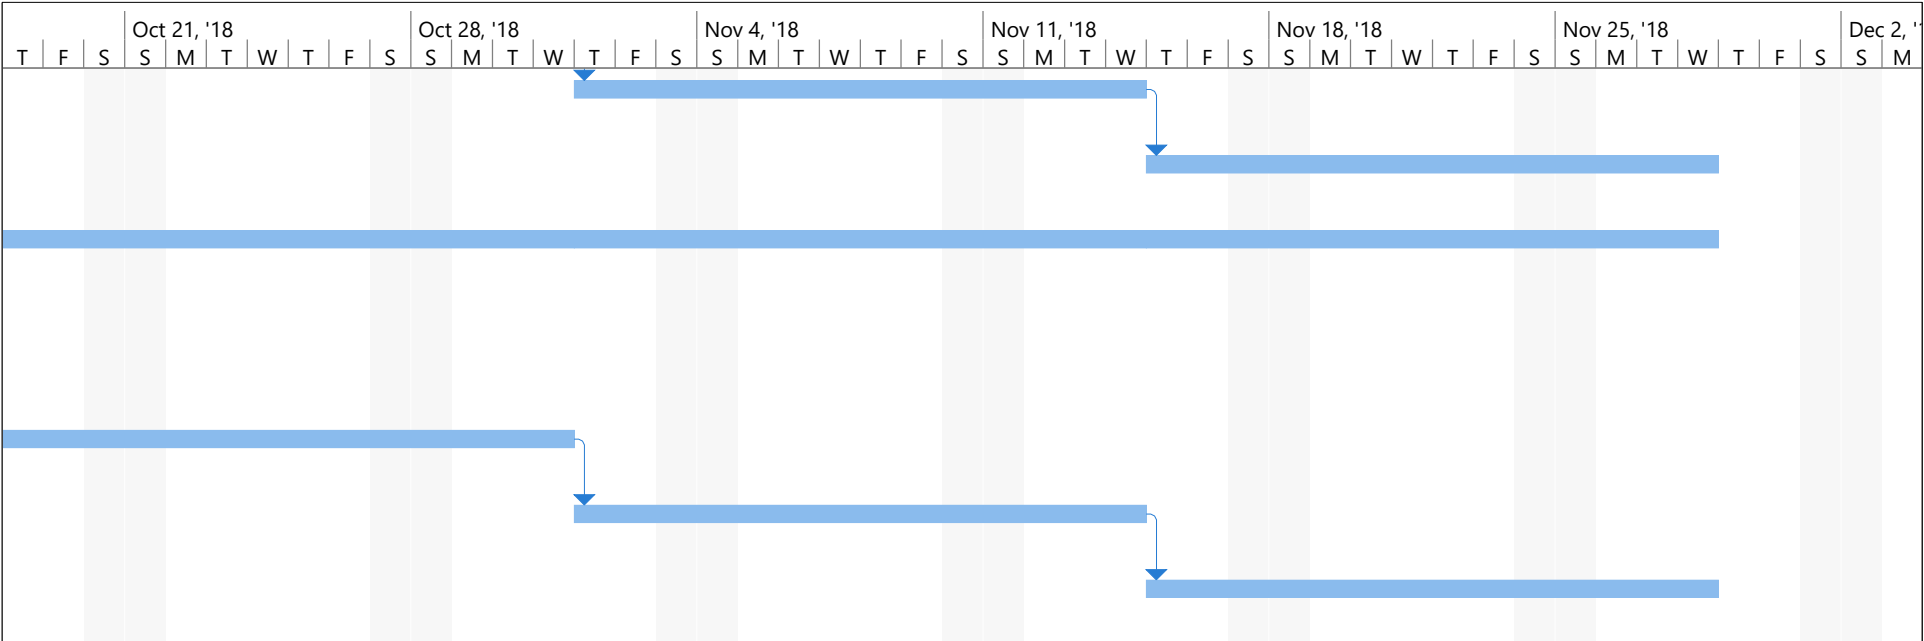 Oct 21, '18 Oct 28, '18 Nov 4, '18 Nov 11, '18 Nov 18, '18 Nov 25, '18 Dec 2, '
T F S S M T W T F S S M T W T F S S M T W T F S S M T W T F S S M T W T F S S M T W T F S S M